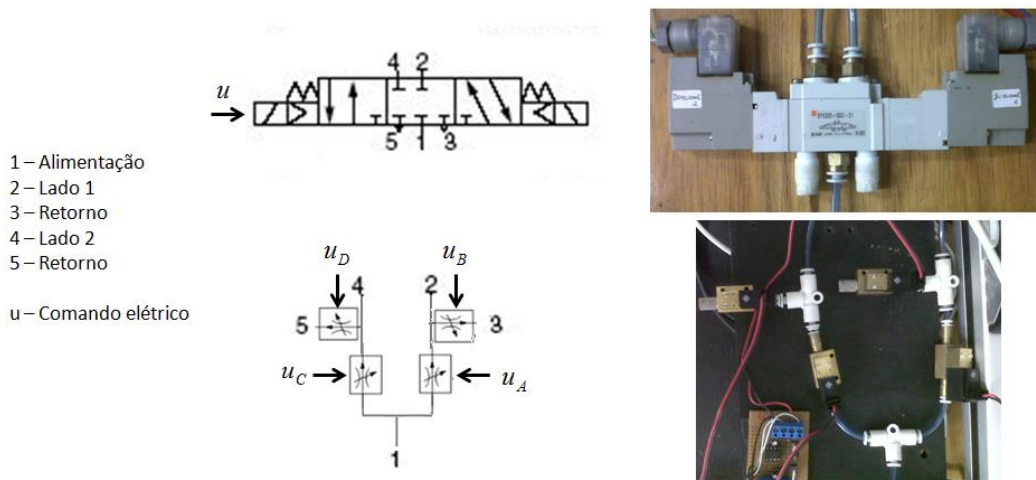 4 2
u
5 1 3
1 – Alimentação
2 – Lado 1
3 – Retorno
4 – Lado 2
5 – Retorno
u – Comando elétrico
u_D u_B
4 2
5 3
u_C u_A
1